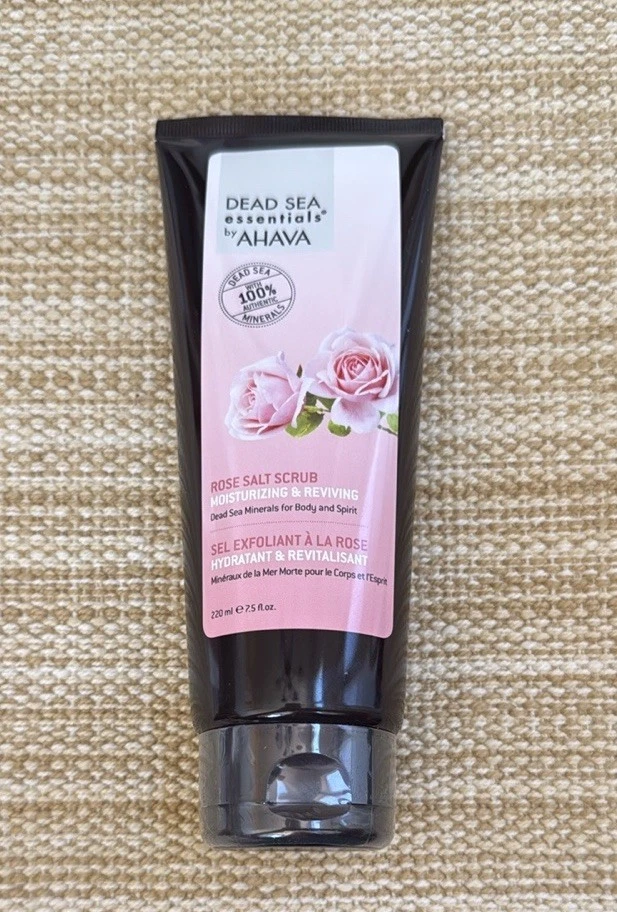 DEAD SEA
essentials®
by AHAVA
DEAD SEA
WITH
100%
AUTHENTIC
MINERALS
ROSE SALT SCRUB
MOISTURIZING & REVIVING
Dead Sea Minerals for Body and Spirit
SEL EXFOLIANT À LA ROSE
HYDRATANT & REVITALISANT
Minéraux de la Mer Morte pour le Corps et l'Esprit
220 ml ℮ 7.5 fl.oz.